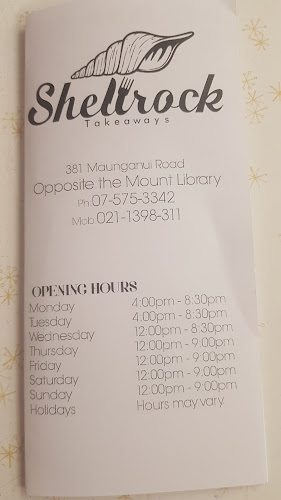 Shellrock
Takeaways
381 Maunganui Road
Opposite the Mount Library
Ph 07-575-3342
Mob 021-1398-311
OPENING HOURS
Monday 4:00pm - 8:30pm
Tuesday 4:00pm - 8:30pm
Wednesday 12:00pm - 8:30pm
Thursday 12:00pm - 9:00pm
Friday 12:00pm - 9:00pm
Saturday 12:00pm - 9:00pm
Sunday 12:00pm - 9:00pm
Holidays Hours may vary